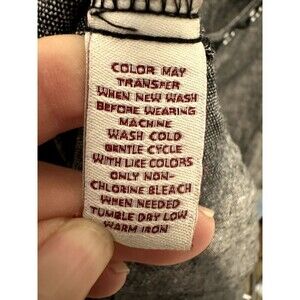 COLOR MAY
TRANSFER
WHEN NEW WASH
BEFORE WEARING
MACHINE
WASH COLD
GENTLE CYCLE
WITH LIKE COLORS
ONLY NON-
CHLORINE BLEACH
WHEN NEEDED
TUMBLE DRY LOW
WARM IRON